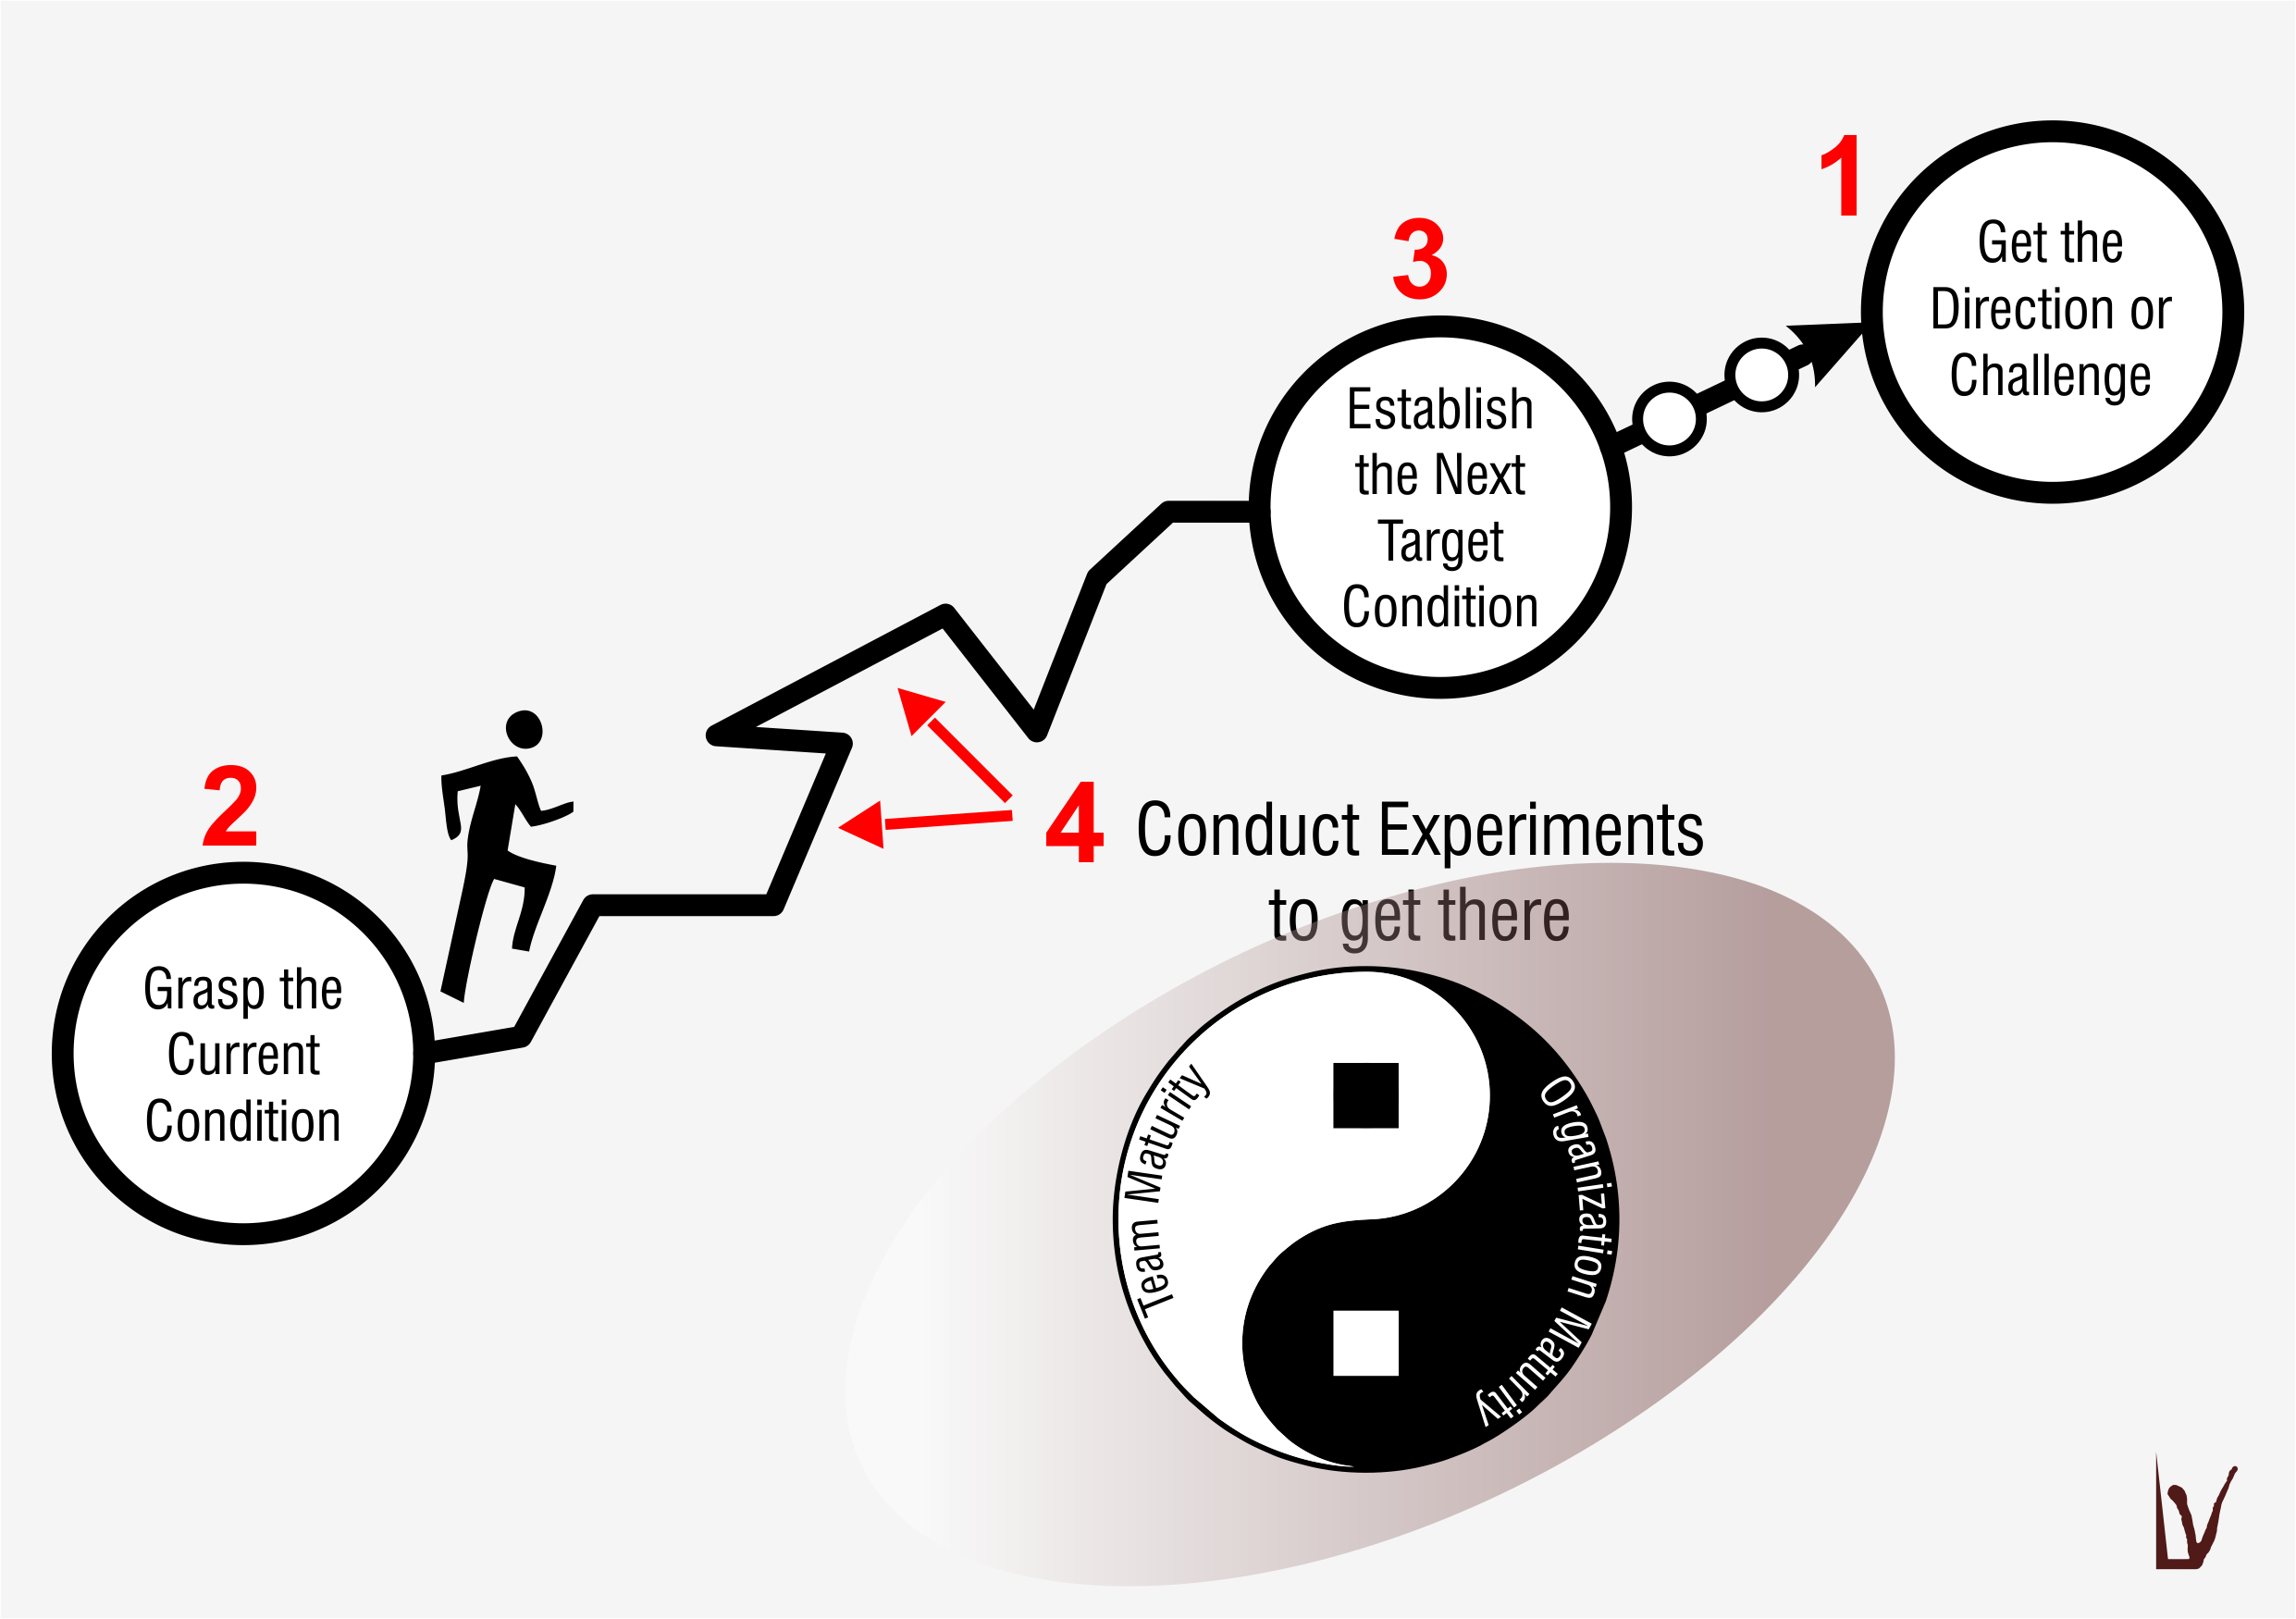 1
Get the
Direction or
Challenge
3
Establish
the Next
Target
Condition
2
Grasp the
Current
Condition
4 Conduct Experiments
to get there
Team Maturity
Organization Maturity